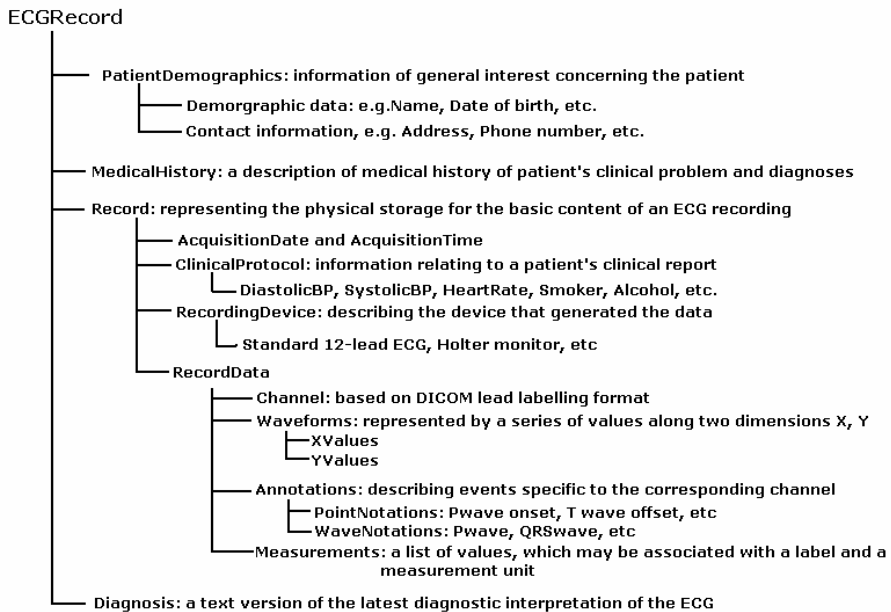 ECGRecord
PatientDemographics: information of general interest concerning the patient
Demorgraphic data: e.g.Name, Date of birth, etc.
Contact information, e.g. Address, Phone number, etc.
MedicalHistory: a description of medical history of patient's clinical problem and diagnoses
Record: representing the physical storage for the basic content of an ECG recording
AcquisitionDate and AcquisitionTime
ClinicalProtocol: information relating to a patient's clinical report
DiastolicBP, SystolicBP, HeartRate, Smoker, Alcohol, etc.
RecordingDevice: describing the device that generated the data
Standard 12-lead ECG, Holter monitor, etc
RecordData
Channel: based on DICOM lead labelling format
Waveforms: represented by a series of values along two dimensions X, Y
XValues
YValues
Annotations: describing events specific to the corresponding channel
PointNotations: Pwave onset, T wave offset, etc
WaveNotations: Pwave, QRSwave, etc
Measurements: a list of values, which may be associated with a label and a
measurement unit
Diagnosis: a text version of the latest diagnostic interpretation of the ECG